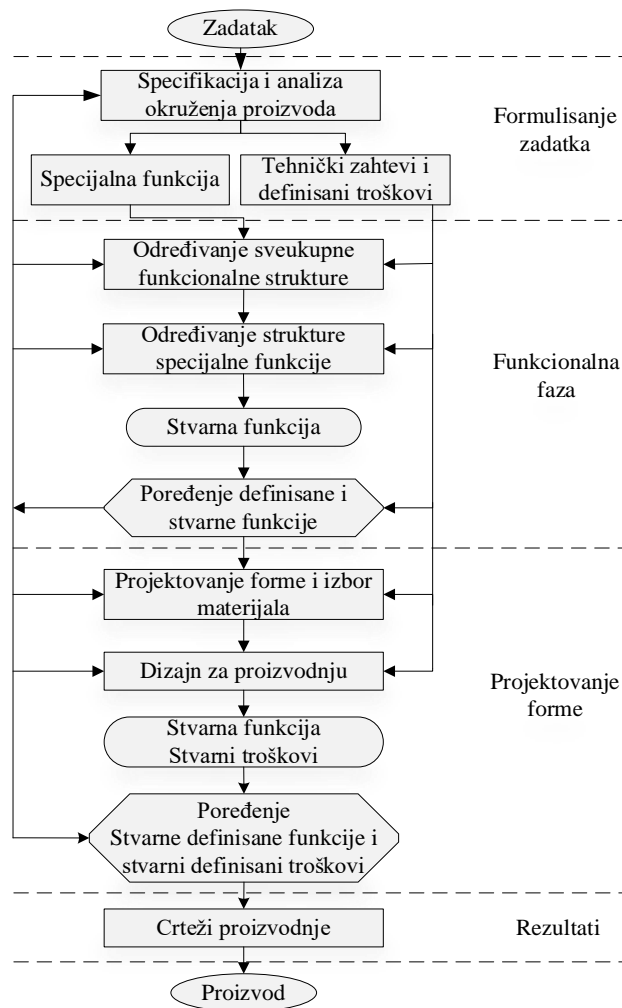 Zadatak
Specifikacija i analiza
okruženja proizvoda
Formulisanje
zadatka
Specijalna funkcija
Tehnički zahtevi i
definisani troškovi
Određivanje sveukupne
funkcionalne strukture
Određivanje strukture
specijalne funkcije
Funkcionalna
faza
Stvarna funkcija
Poređenje definisane i
stvarne funkcije
Projektovanje forme i izbor
materijala
Dizajn za proizvodnju
Projektovanje
forme
Stvarna funkcija
Stvarni troškovi
Poređenje
Stvarne definisane funkcije i
stvarni definisani troškovi
Crteži proizvodnje
Rezultati
Proizvod